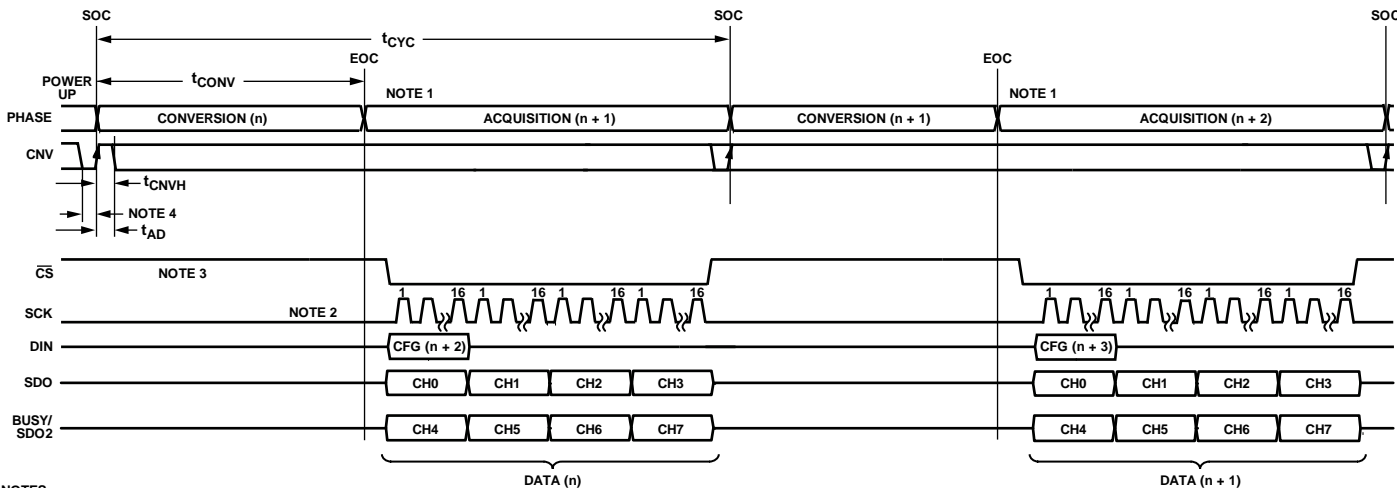 SOC SOC SOC
tCYC
EOC EOC
POWER UP tCONV NOTE 1 NOTE 1
PHASE CONVERSION (n) ACQUISITION (n + 1) CONVERSION (n + 1) ACQUISITION (n + 2)
CNV
tCNVH
NOTE 4
tAD
CS NOTE 3
1 16 1 16 1 16 1 16 1 16 1 16 1 16 1 16
SCK NOTE 2
DIN CFG (n + 2) CFG (n + 3)
SDO CH0 CH1 CH2 CH3 CH0 CH1 CH2 CH3
BUSY/
SDO2 CH4 CH5 CH6 CH7 CH4 CH5 CH6 CH7
DATA (n) DATA (n + 1)